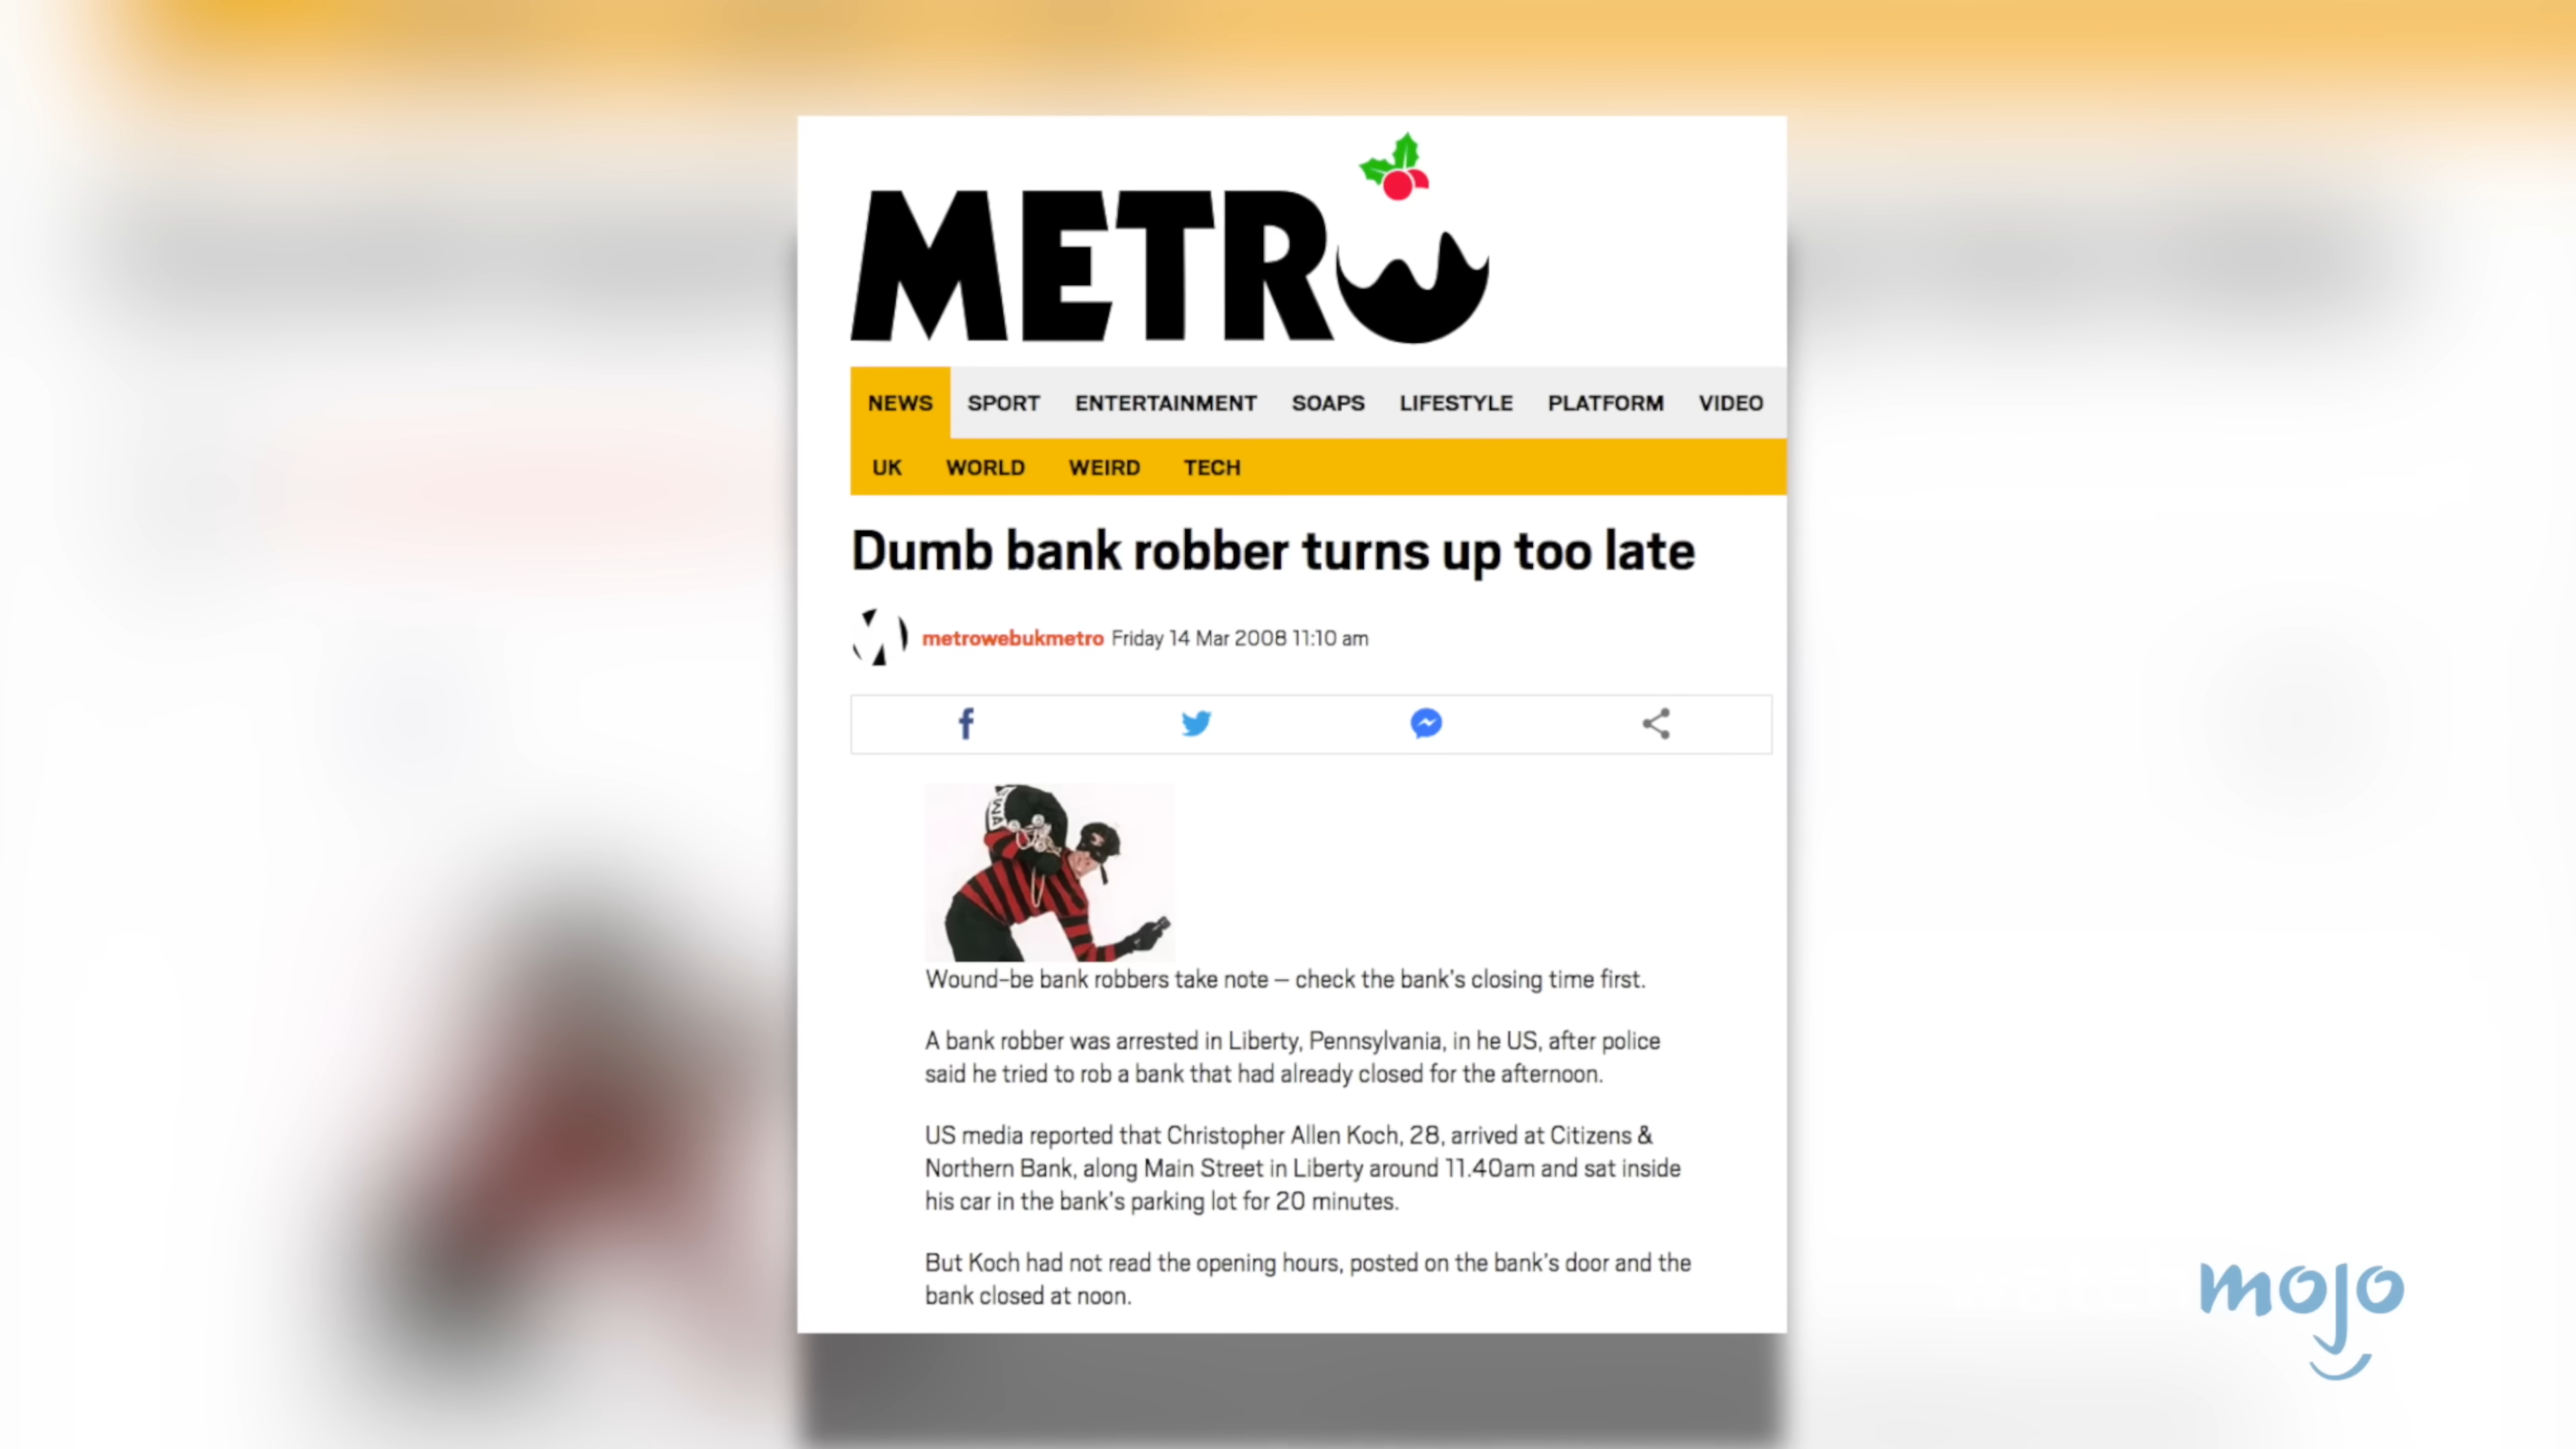 METRO
NEWS SPORT ENTERTAINMENT SOAPS LIFESTYLE PLATFORM VIDEO
UK WORLD WEIRD TECH
Dumb bank robber turns up too late
metrowebukmetro Friday 14 Mar 2008 11:10 am
Wound-be bank robbers take note – check the bank's closing time first.
A bank robber was arrested in Liberty, Pennsylvania, in he US, after police
said he tried to rob a bank that had already closed for the afternoon.
US media reported that Christopher Allen Koch, 28, arrived at Citizens &
Northern Bank, along Main Street in Liberty around 11.40am and sat inside
his car in the bank's parking lot for 20 minutes.
But Koch had not read the opening hours, posted on the bank's door and the
bank closed at noon.
mojo